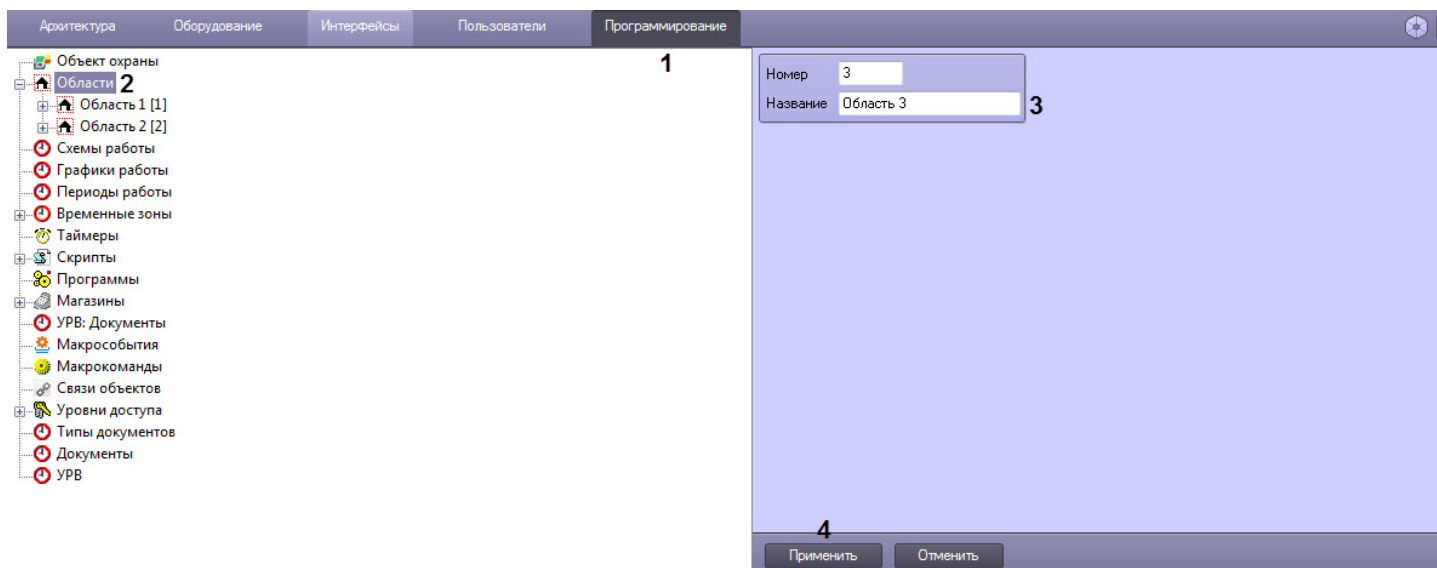 Архитектура Оборудование Интерфейсы Пользователи Программирование
1
Объект охраны
Области 2
Область 1 [1]
Область 2 [2]
Схемы работы
Графики работы
Периоды работы
Временные зоны
Таймеры
Скрипты
Программы
Магазины
УРВ: Документы
Макрособытия
Макрокоманды
Связи объектов
Уровни доступа
Типы документов
Документы
УРВ
Номер 3
Название Область 3 3
4
Применить Отменить